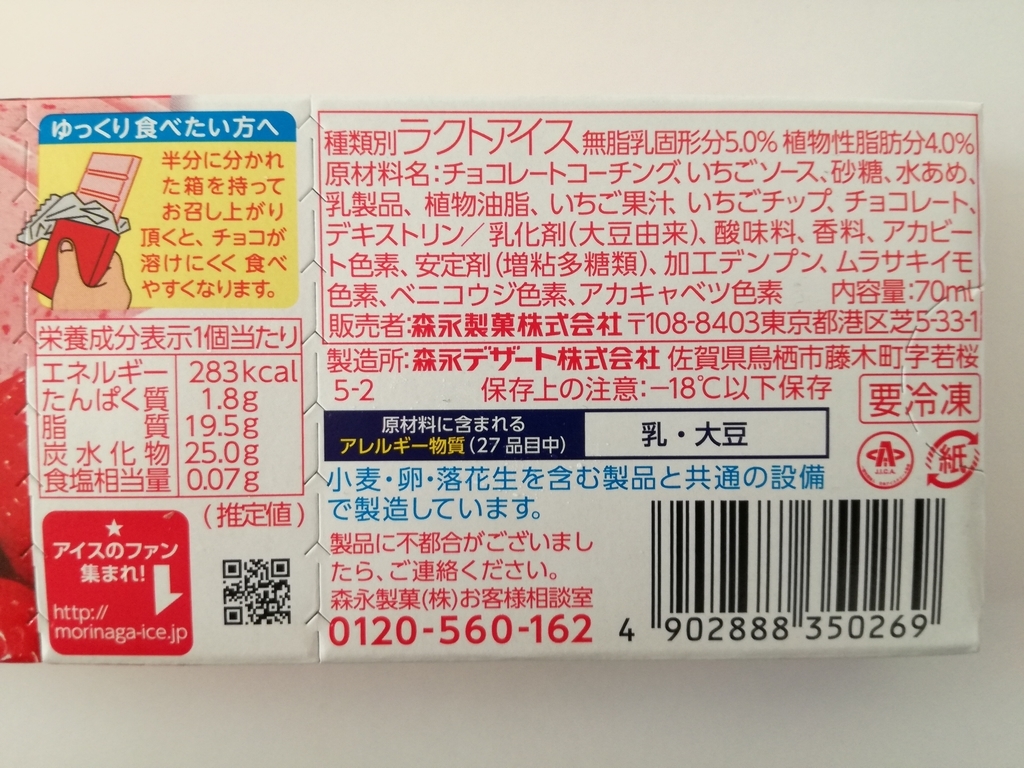 ゆっくり食べたい方へ
半分に分かれ
た箱を持って
お召し上がり
頂くと、チョコが
溶けにくく食べ
やすくなります。
栄養成分表示1個当たり
エネルギー 283kcal
たんぱく質 1.8g
脂質 19.5g
炭水化物 25.0g
食塩相当量 0.07g
(推定値)
アイスのファン
集まれ!
http://
morinaga-ice.jp
種類別ラクトアイス 無脂乳固形分5.0% 植物性脂肪分4.0%
原材料名:チョコレートコーチング、いちごソース、砂糖、水あめ、
乳製品、植物油脂、いちご果汁、いちごチップ、チョコレート、
デキストリン/乳化剤(大豆由来)、酸味料、香料、アカビー
ト色素、安定剤(増粘多糖類)、加工デンプン、ムラサキイモ
色素、ベニコウジ色素、アカキャベツ色素 内容量:70ml
販売者:森永製菓株式会社 〒108-8403東京都港区芝5-33-1
製造所:森永デザート株式会社 佐賀県鳥栖市藤木町字若桜
5-2 保存上の注意:−18℃以下保存
要冷凍
原材料に含まれる
アレルギー物質(27品目中)
乳・大豆
紙
小麦・卵・落花生を含む製品と共通の設備
で製造しています。
製品に不都合がございまし
たら、ご連絡ください。
森永製菓(株)お客様相談室
0120-560-162
4 902888 350269